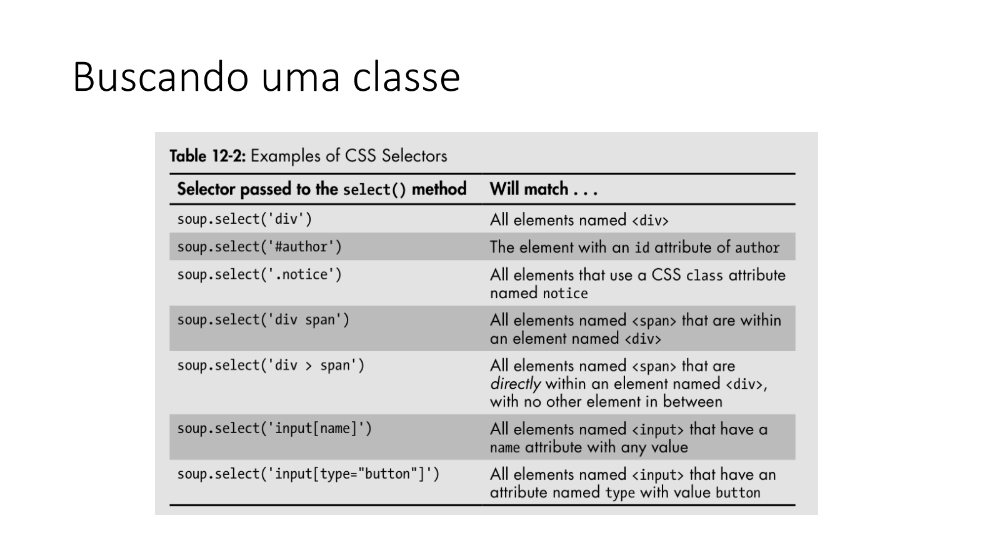 Buscando uma classe
Table 12-2: Examples of CSS Selectors
Selector passed to the select() method Will match . . .
soup.select('div') All elements named <div>
soup.select('#author') The element with an id attribute of author
soup.select('.notice') All elements that use a CSS class attribute
named notice
soup.select('div span') All elements named <span> that are within
an element named <div>
soup.select('div > span') All elements named <span> that are
directly within an element named <div>,
with no other element in between
soup.select('input[name]') All elements named <input> that have a
name attribute with any value
soup.select('input[type="button"]') All elements named <input> that have an
attribute named type with value button